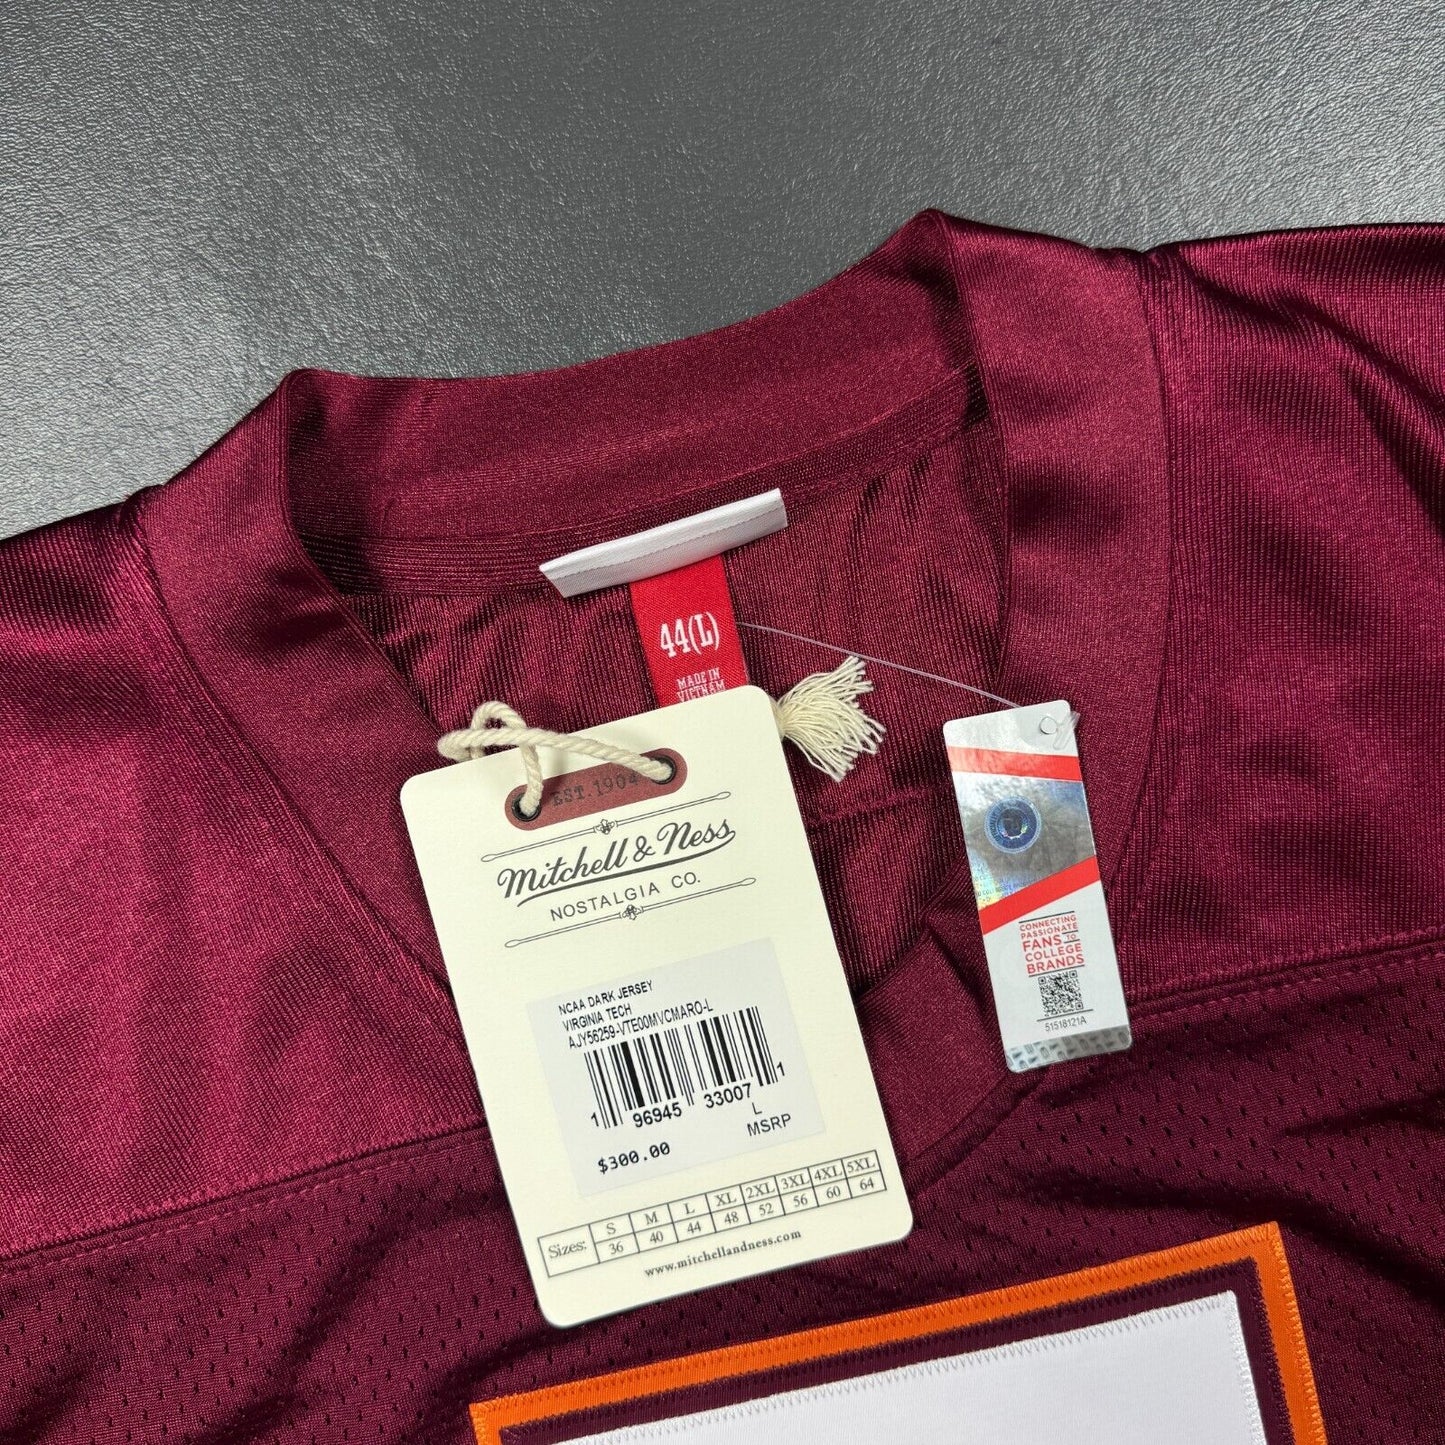 44(L)
MADE IN
VIETNAM
EST. 1904
Mitchell & Ness
NOSTALGIA CO.
NCAA DARK JERSEY
VIRGINIA TECH
AJY56259-VTE00MVCMARO-L
1 96945 33007 1
L
$300.00 MSRP
Sizes: S M L XL 2XL 3XL 4XL 5XL
36 40 44 48 52 56 60 64
www.mitchellandness.com
CONNECTING
PASSIONATE
FANS TO
COLLEGE
BRANDS
51518121A